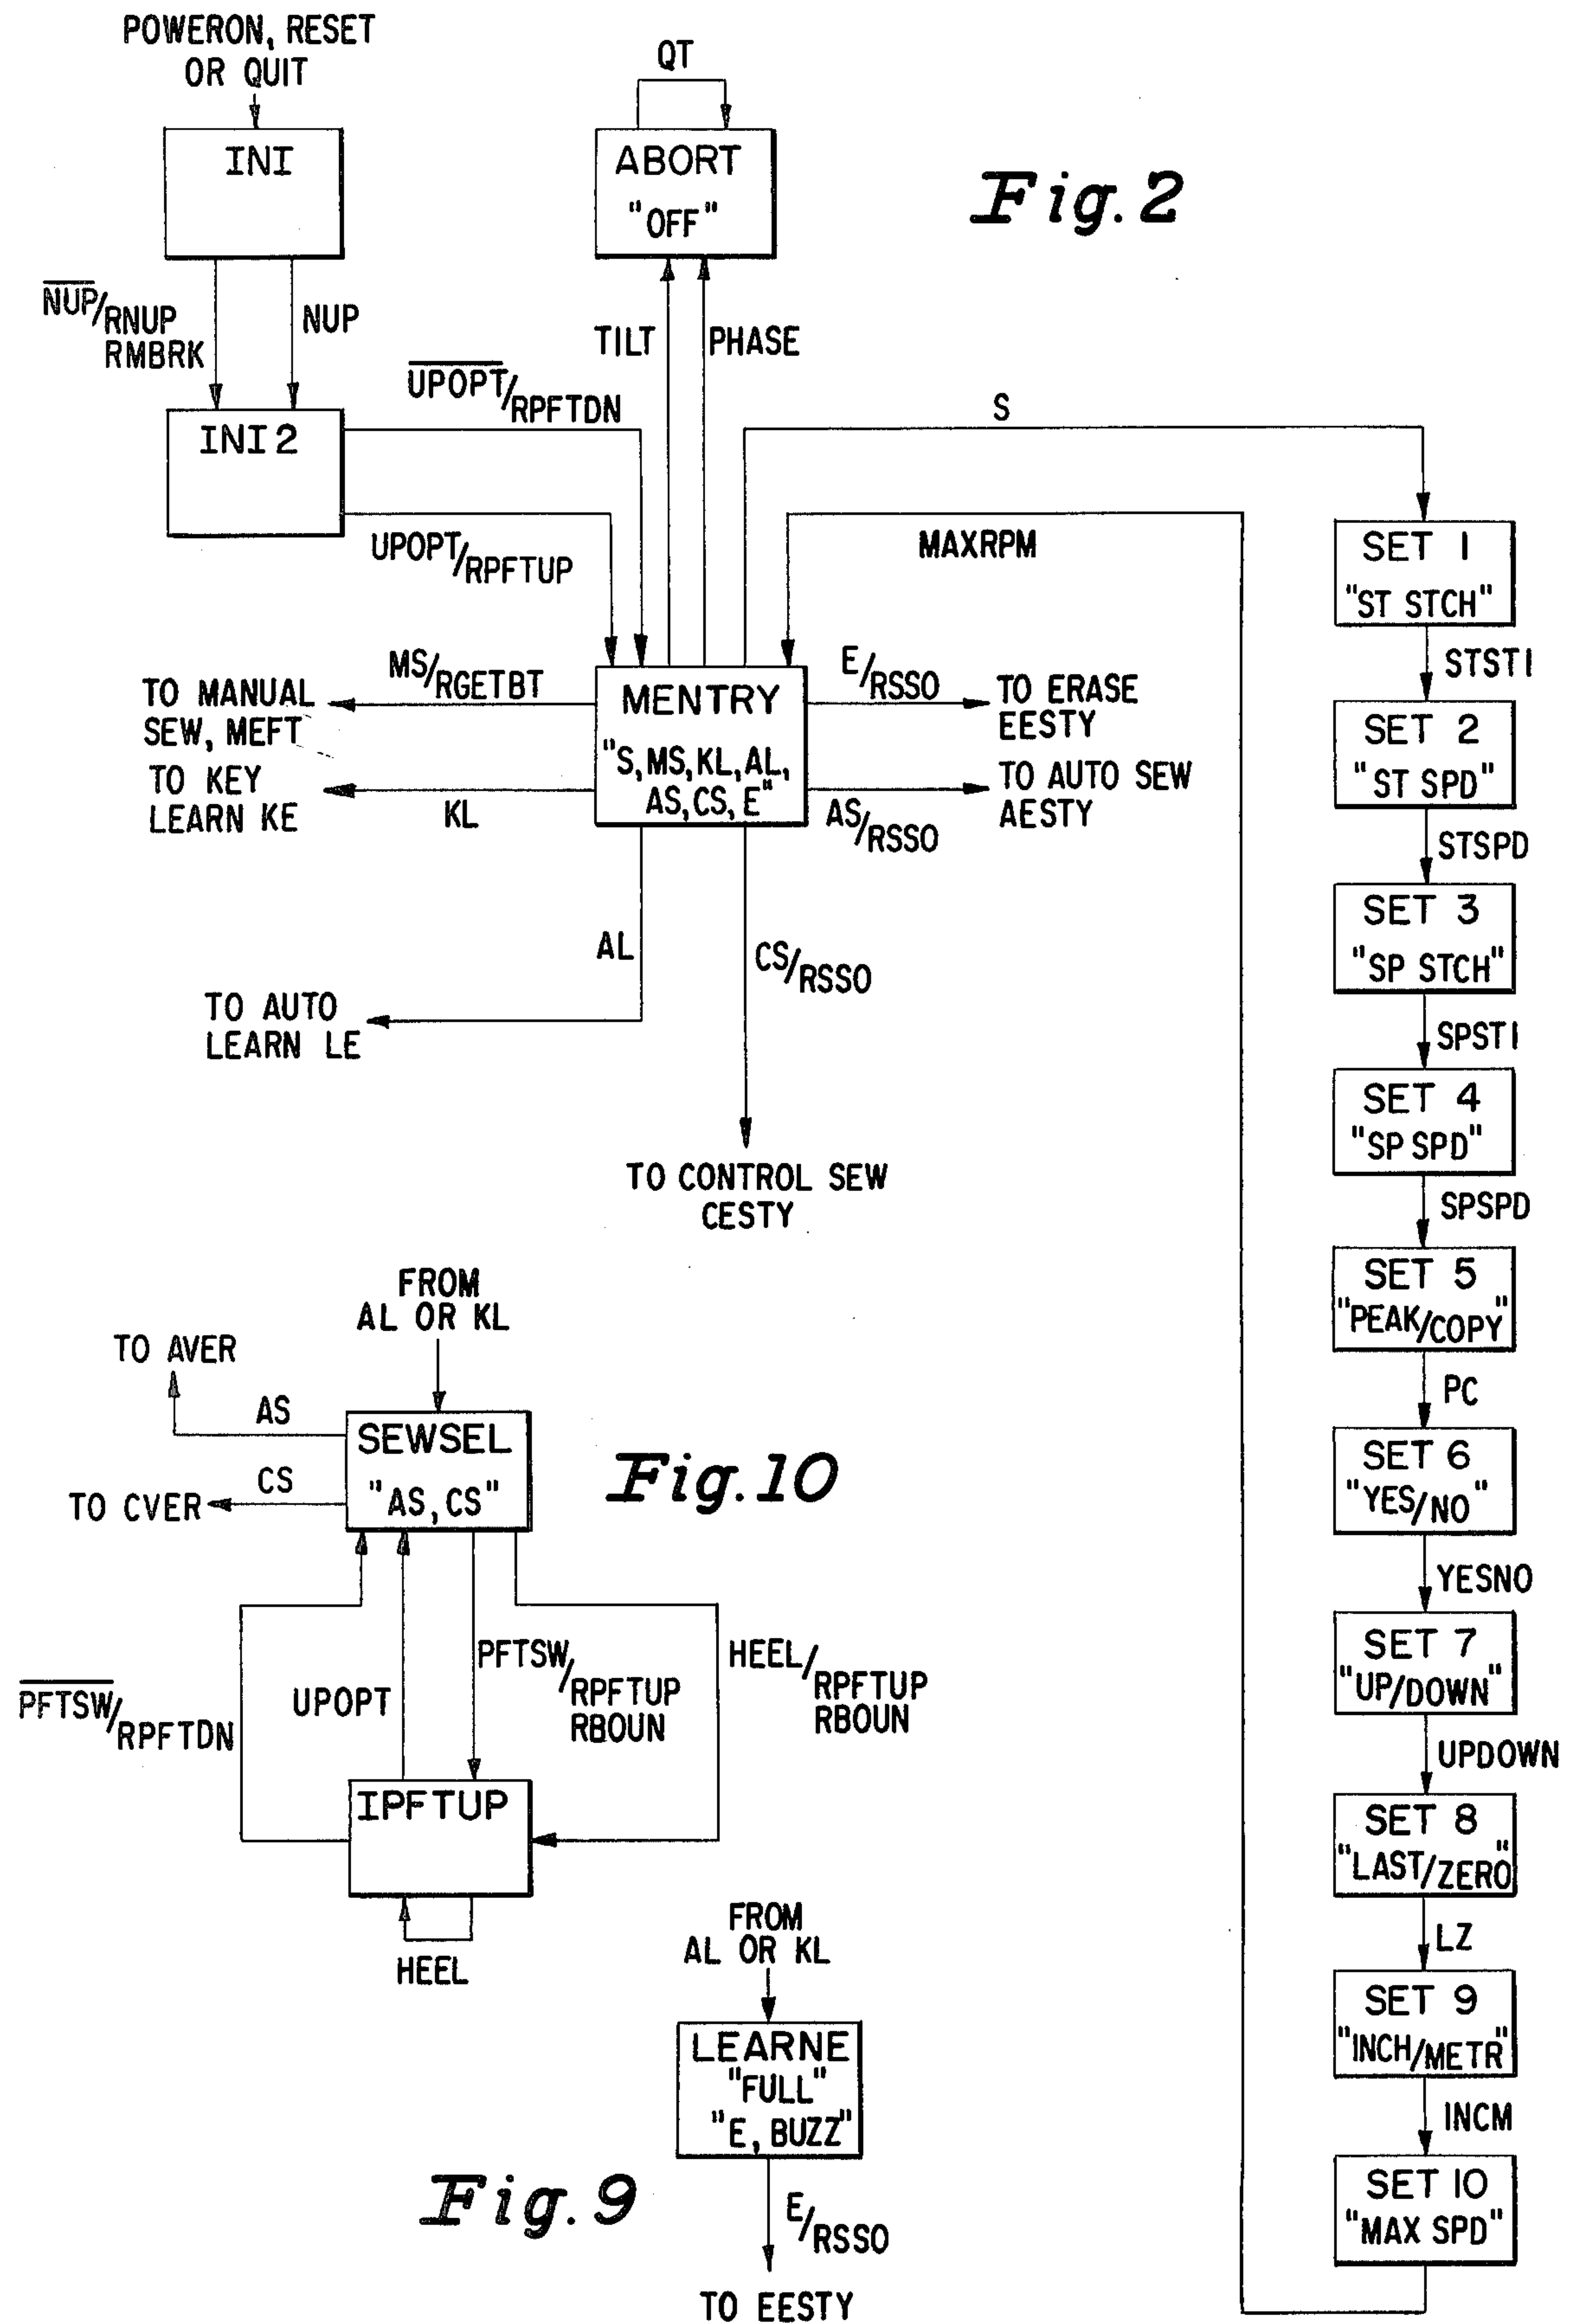 POWERON, RESET
OR QUIT
INI
N̅U̅P̅/RNUP
RMBRK
NUP
INI 2
QT
ABORT
"OFF"
Fig. 2
TILT
PHASE
U̅P̅O̅P̅T̅/RPFTDN
UPOPT/RPFTUP
S
MAXRPM
MS/RGETBT
TO MANUAL
SEW, MEFT
TO KEY
LEARN KE
KL
MENTRY
"S, MS, KL, AL,
AS, CS, E"
E/RSSO
TO ERASE
EESTY
TO AUTO SEW
AESTY
AS/RSSO
AL
CS/RSSO
TO AUTO
LEARN LE
TO CONTROL SEW
CESTY
SET 1
"ST STCH"
STSTI
SET 2
"ST SPD"
STSPD
SET 3
"SP STCH"
SPSTI
SET 4
"SP SPD"
SPSPD
SET 5
"PEAK/COPY"
PC
SET 6
"YES/NO"
YESNO
SET 7
"UP/DOWN"
UPDOWN
SET 8
"LAST/ZERO"
LZ
SET 9
"INCH/METR"
INCM
SET 10
"MAX SPD"
FROM
AL OR KL
TO AVER
AS
SEWSEL
"AS, CS"
CS
TO CVER
Fig. 10
P̅F̅T̅S̅W̅/RPFTDN
UPOPT
PFTSW/RPFTUP
RBOUN
HEEL/RPFTUP
RBOUN
IPFTUP
HEEL
FROM
AL OR KL
LEARNE
"FULL"
"E, BUZZ"
Fig. 9
E/RSSO
TO EESTY